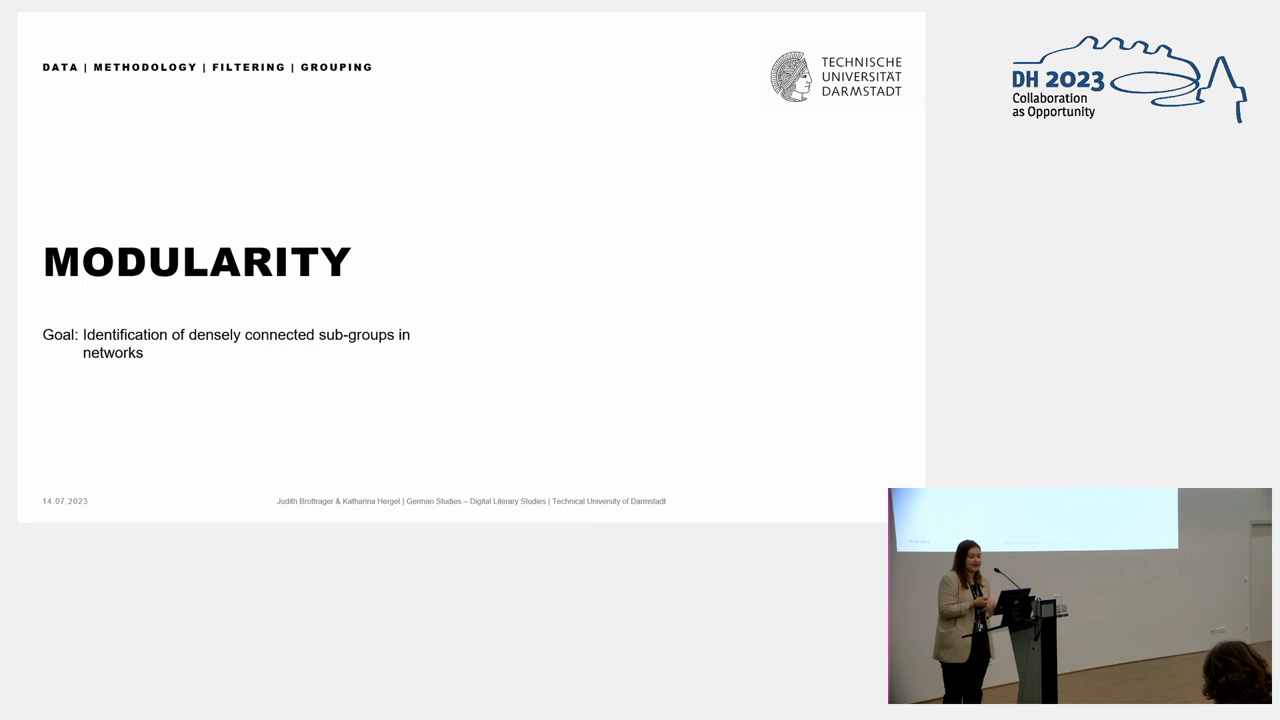 DATA | METHODOLOGY | FILTERING | GROUPING
TECHNISCHE
UNIVERSITÄT
DARMSTADT
DH 2023
Collaboration
as Opportunity
MODULARITY
Goal: Identification of densely connected sub-groups in
networks
14.07.2023
Judith Brottrager & Katharina Herget | German Studies – Digital Literary Studies | Technical University of Darmstadt